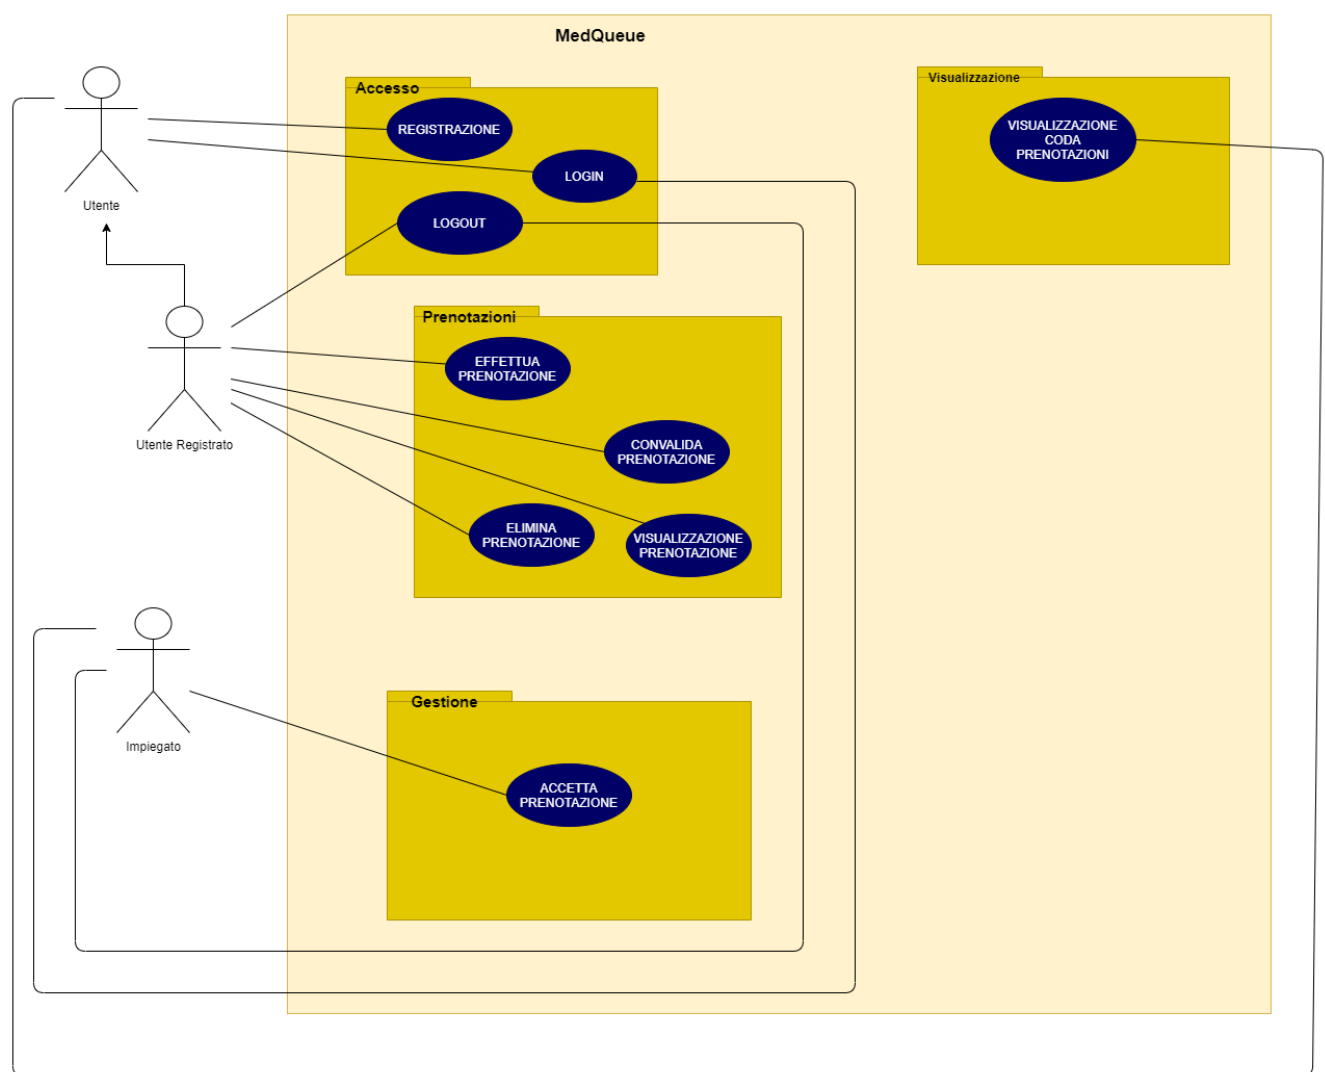 MedQueue
Accesso
Visualizzazione
REGISTRAZIONE
VISUALIZZAZIONE
CODA
PRENOTAZIONI
LOGIN
Utente
LOGOUT
Prenotazioni
EFFETTUA
PRENOTAZIONE
Utente Registrato
CONVALIDA
PRENOTAZIONE
ELIMINA
PRENOTAZIONE
VISUALIZZAZIONE
PRENOTAZIONE
Gestione
Impiegato
ACCETTA
PRENOTAZIONE